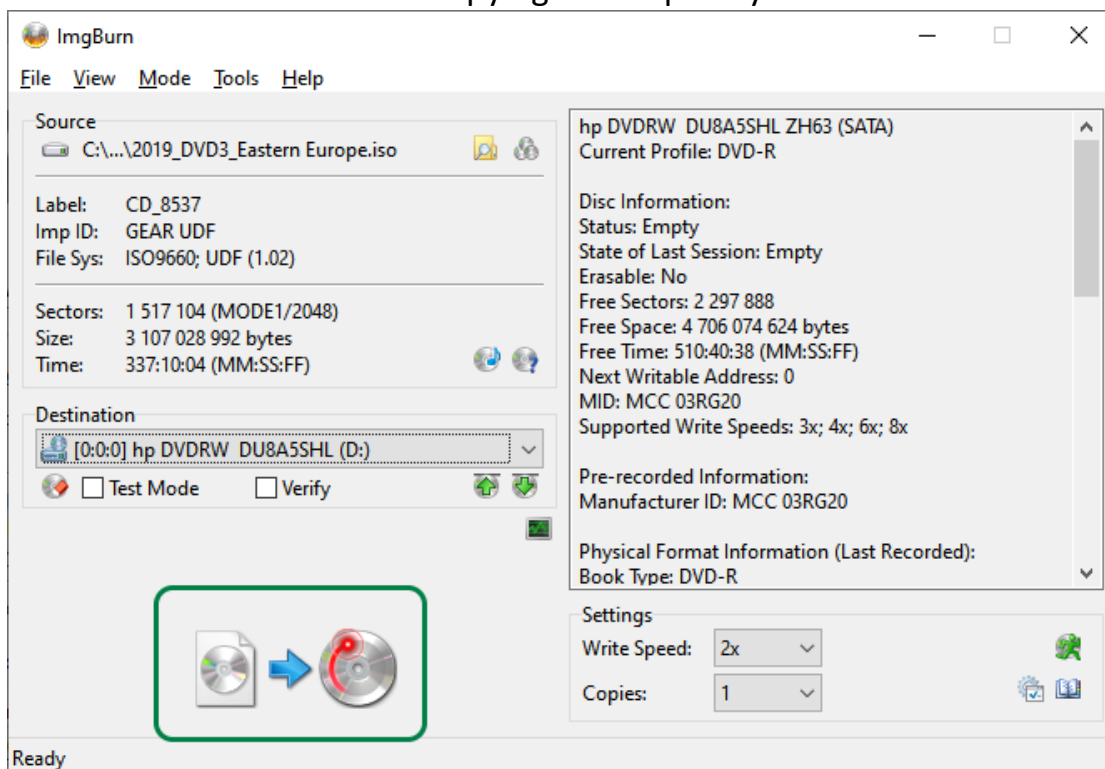 ImgBurn
File View Mode Tools Help
Source
C:\...\2019_DVD3_Eastern Europe.iso
Label: CD_8537
Imp ID: GEAR UDF
File Sys: ISO9660; UDF (1.02)
Sectors: 1 517 104 (MODE1/2048)
Size: 3 107 028 992 bytes
Time: 337:10:04 (MM:SS:FF)
Destination
[0:0:0] hp DVDRW DU8A5SHL (D:)
Test Mode Verify
hp DVDRW DU8A5SHL ZH63 (SATA)
Current Profile: DVD-R
Disc Information:
Status: Empty
State of Last Session: Empty
Erasable: No
Free Sectors: 2 297 888
Free Space: 4 706 074 624 bytes
Free Time: 510:40:38 (MM:SS:FF)
Next Writable Address: 0
MID: MCC 03RG20
Supported Write Speeds: 3x; 4x; 6x; 8x
Pre-recorded Information:
Manufacturer ID: MCC 03RG20
Physical Format Information (Last Recorded):
Book Type: DVD-R
Settings
Write Speed: 2x
Copies: 1
Ready